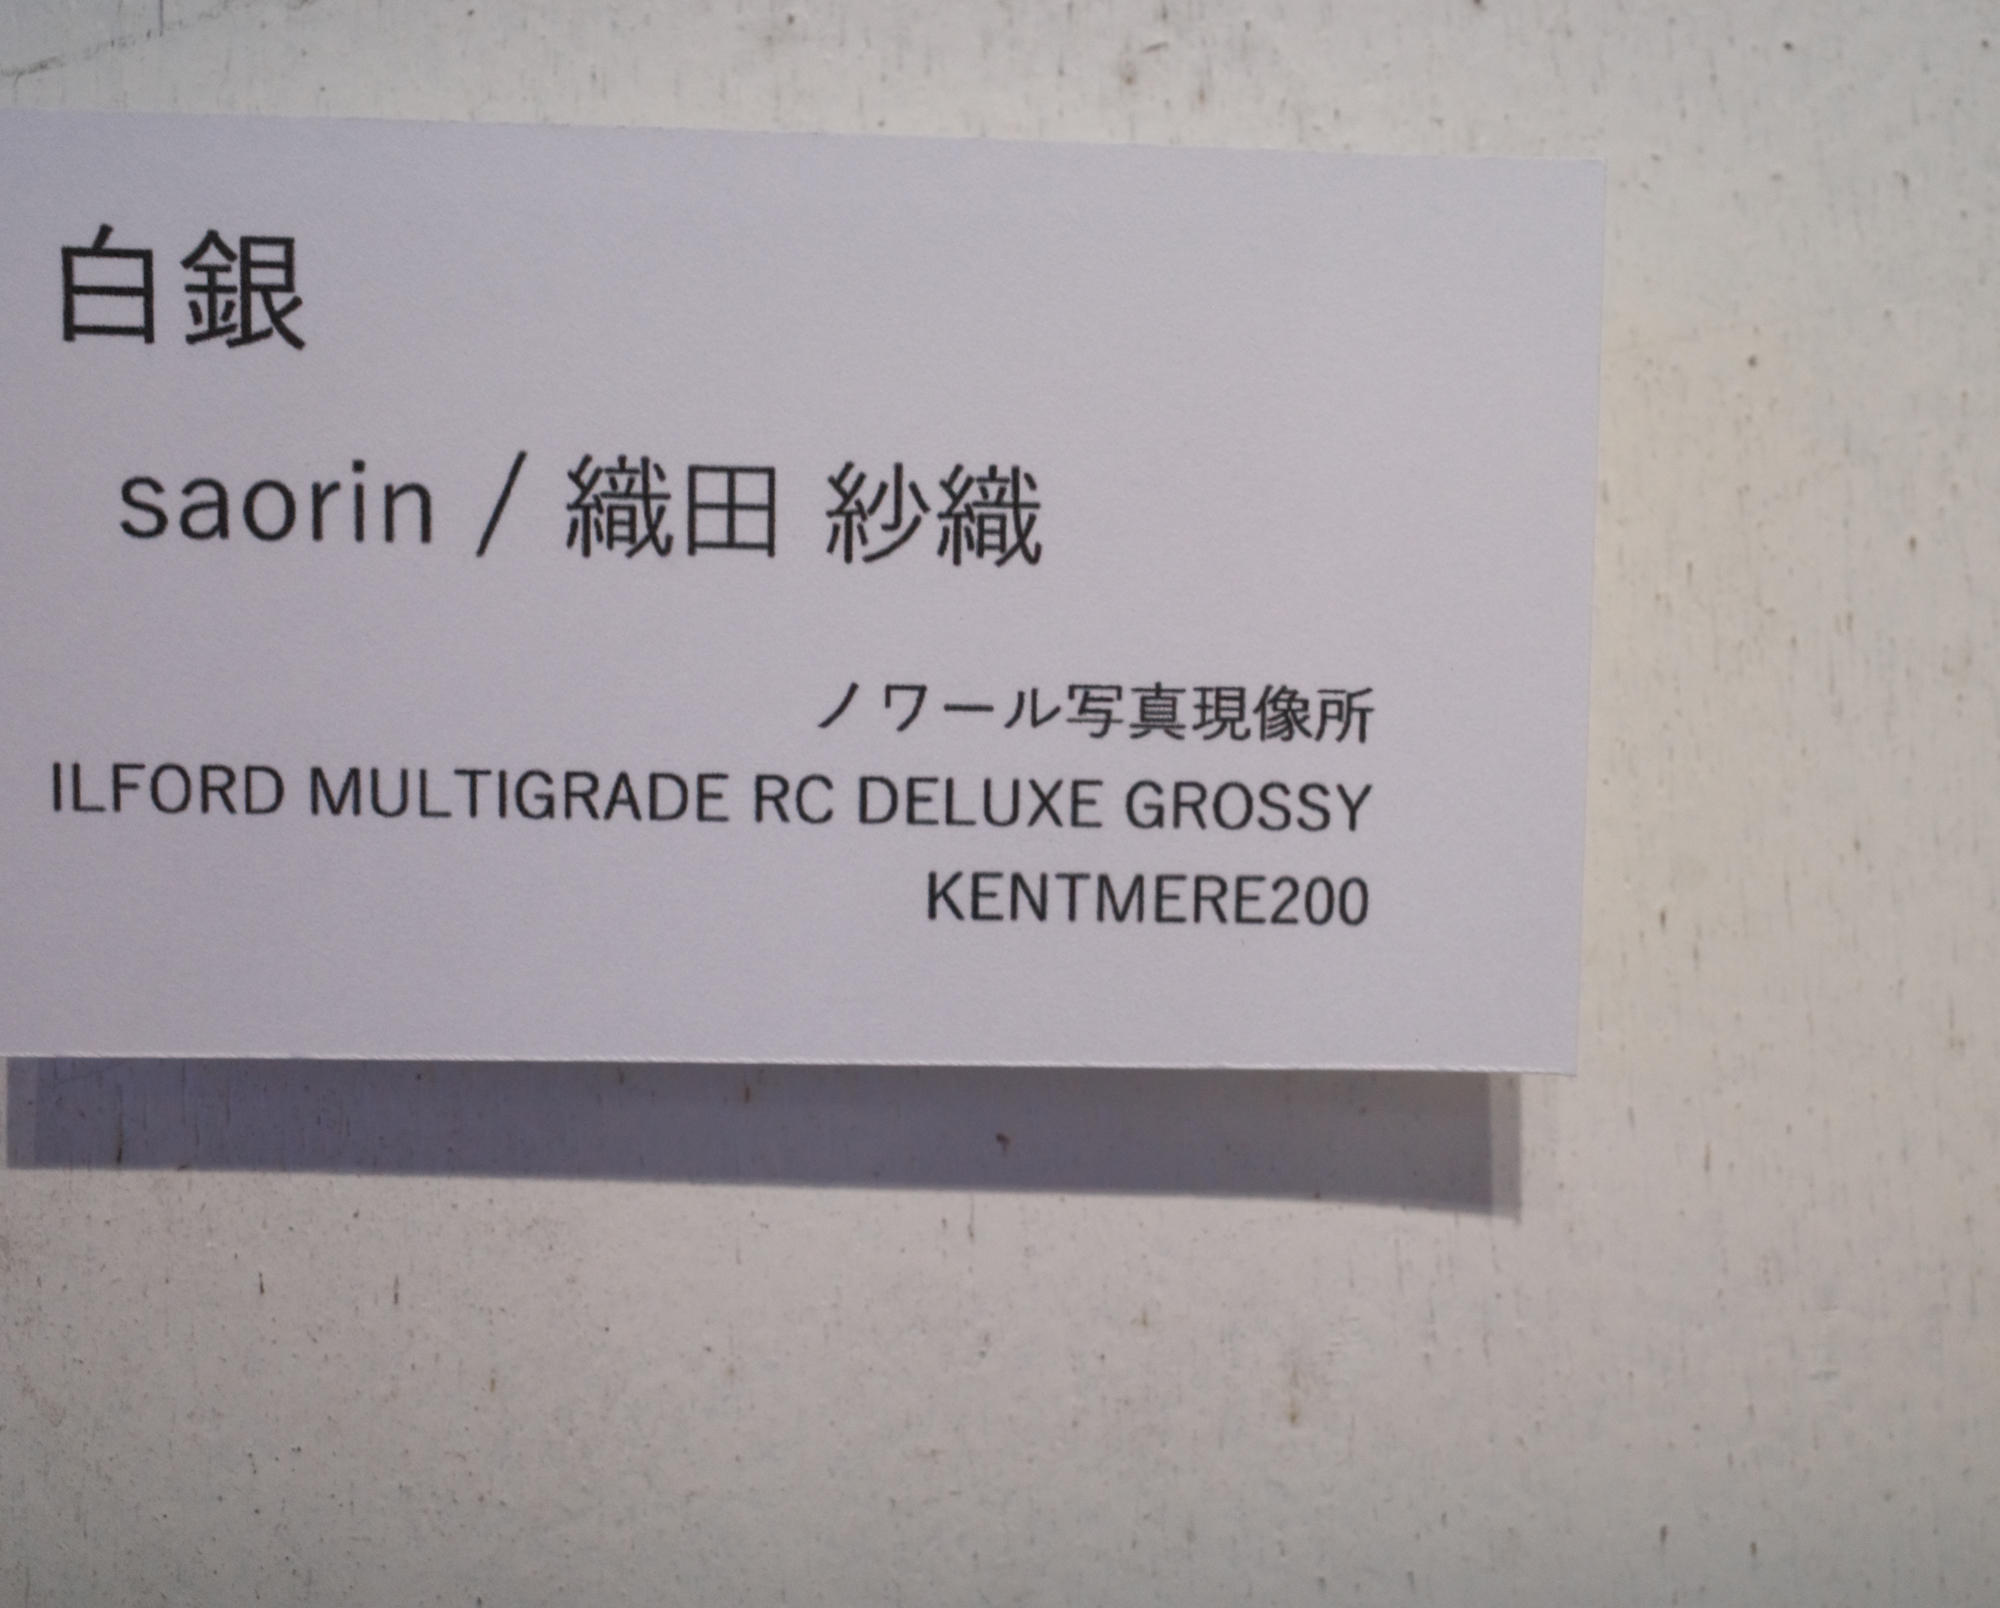 白銀
saorin / 織田 紗織
ノワール写真現像所
ILFORD MULTIGRADE RC DELUXE GROSSY
KENTMERE200